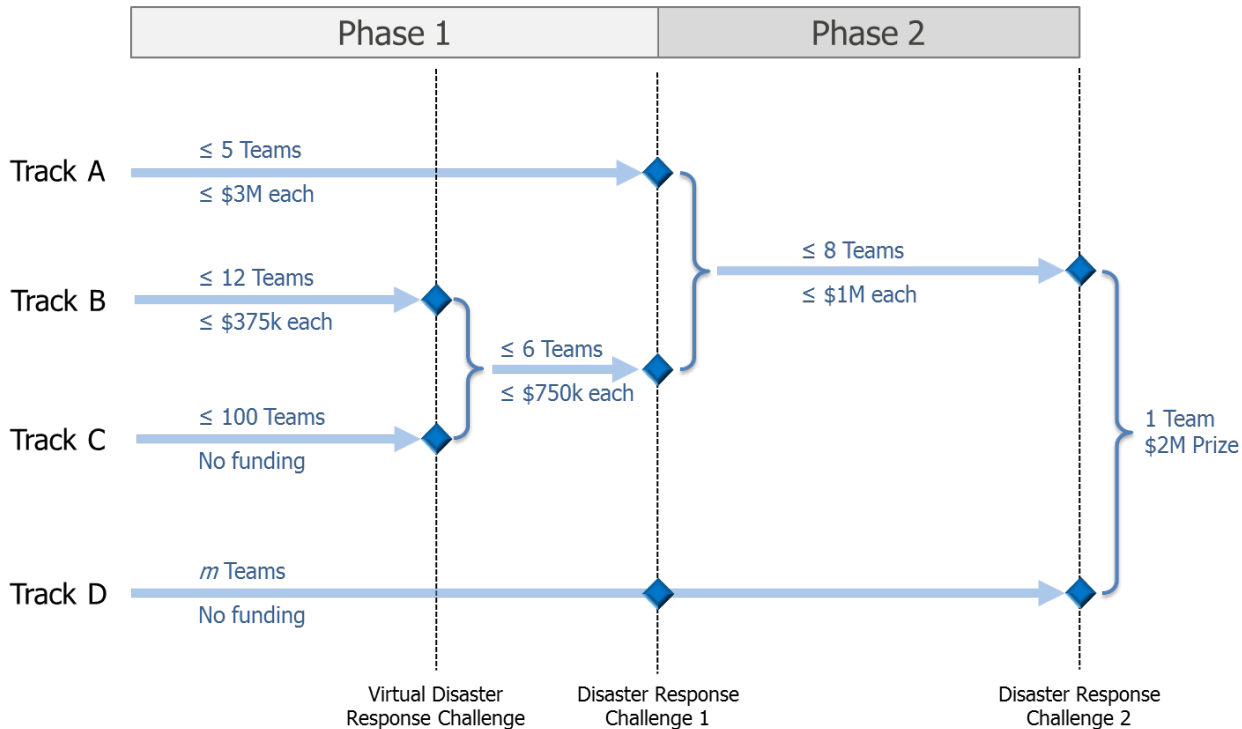 Phase 1
Phase 2
Track A
≤ 5 Teams
≤ $3M each
≤ 8 Teams
≤ $1M each
Track B
≤ 12 Teams
≤ $375k each
≤ 6 Teams
≤ $750k each
Track C
≤ 100 Teams
No funding
1 Team
$2M Prize
Track D
m Teams
No funding
Virtual Disaster
Response Challenge
Disaster Response
Challenge 1
Disaster Response
Challenge 2